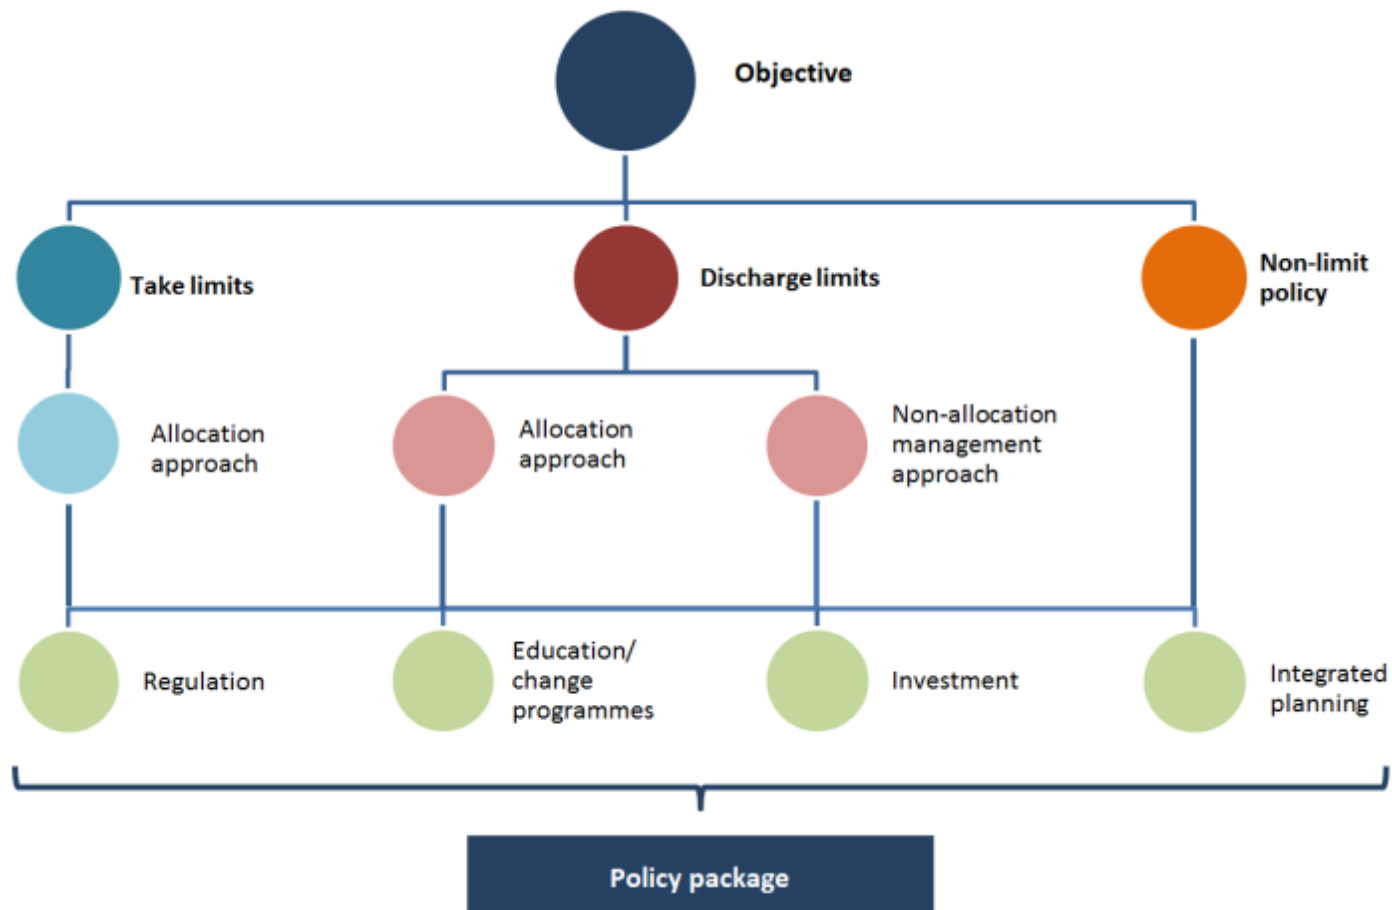 Objective
Take limits
Discharge limits
Non-limit
policy
Allocation
approach
Allocation
approach
Non-allocation
management
approach
Regulation
Education/
change
programmes
Investment
Integrated
planning
Policy package